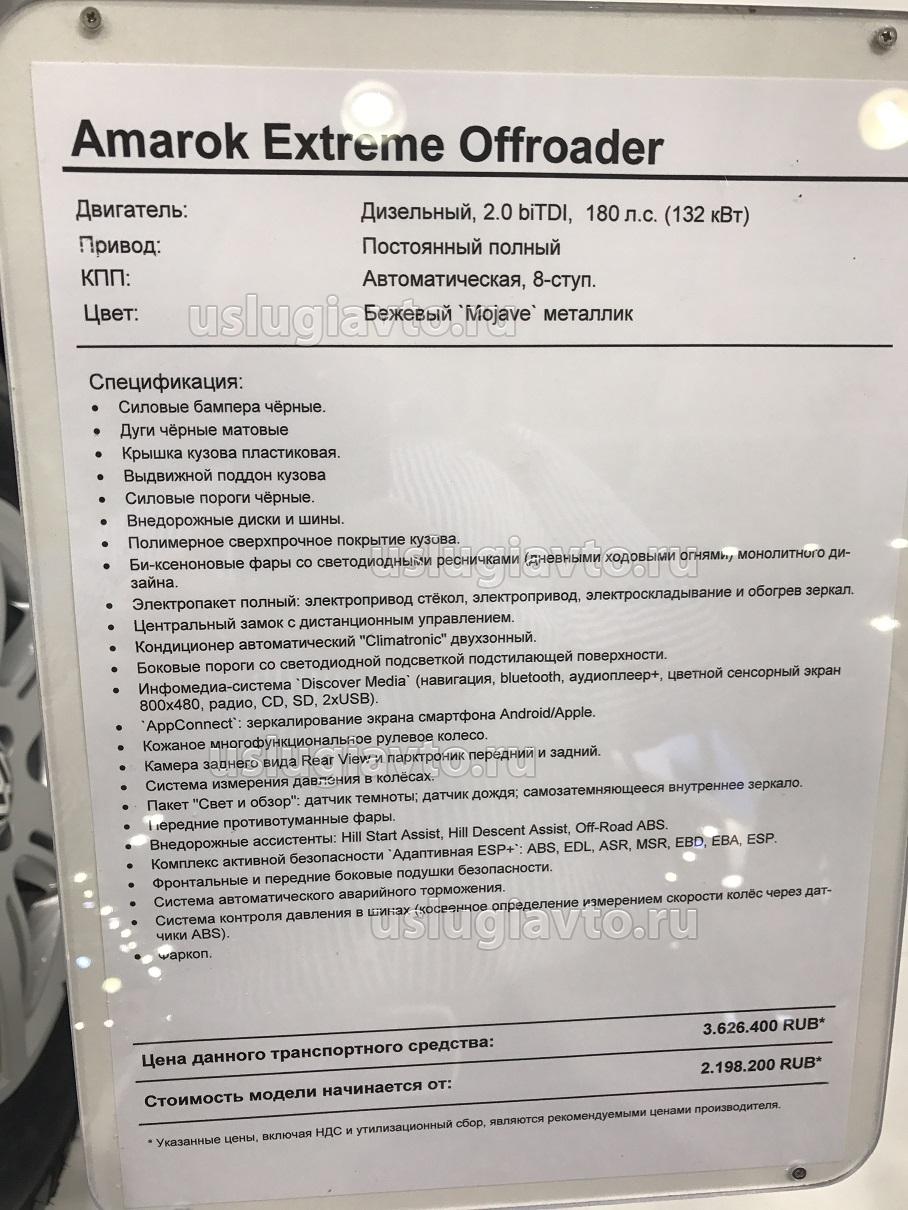 Amarok Extreme Offroader
Двигатель: Дизельный, 2.0 biTDI, 180 л.с. (132 кВт)
Привод: Постоянный полный
КПП: Автоматическая, 8-ступ.
Цвет: Бежевый `Mojave` металлик
uslugiavto.ru
Спецификация:
• Силовые бампера чёрные.
• Дуги чёрные матовые
• Крышка кузова пластиковая.
• Выдвижной поддон кузова
• Силовые пороги чёрные.
• Внедорожные диски и шины.
• Полимерное сверхпрочное покрытие кузова.
uslugiavto.ru
• Би-ксеноновые фары со светодиодными ресничками (дневными ходовыми огнями) монолитного ди-
зайна.
• Электропакет полный: электропривод стёкол, электропривод, электроскладывание и обогрев зеркал.
• Центральный замок с дистанционным управлением.
• Кондиционер автоматический "Climatronic" двухзонный.
• Боковые пороги со светодиодной подсветкой подстилающей поверхности.
• Инфомедиа-система `Discover Media` (навигация, bluetooth, аудиоплеер+, цветной сенсорный экран
800x480, радио, CD, SD, 2xUSB).
• `AppConnect`: зеркалирование экрана смартфона Android/Apple.
• Кожаное многофункциональное рулевое колесо.
• Камера заднего вида Rear View и парктроник передний и задний.
uslugiavto.ru
• Система измерения давления в колёсах.
• Пакет "Свет и обзор": датчик темноты; датчик дождя; самозатемняющееся внутреннее зеркало.
• Передние противотуманные фары.
• Внедорожные ассистенты: Hill Start Assist, Hill Descent Assist, Off-Road ABS.
• Комплекс активной безопасности `Адаптивная ESP+`: ABS, EDL, ASR, MSR, EBD, EBA, ESP.
• Фронтальные и передние боковые подушки безопасности.
• Система автоматического аварийного торможения.
• Система контроля давления в шинах (косвенное определение измерением скорости колёс через дат-
чики ABS).
uslugiavto.ru
• Фаркоп.
Цена данного транспортного средства: 3.626.400 RUB*
Стоимость модели начинается от: 2.198.200 RUB*
* Указанные цены, включая НДС и утилизационный сбор, являются рекомендуемыми ценами производителя.